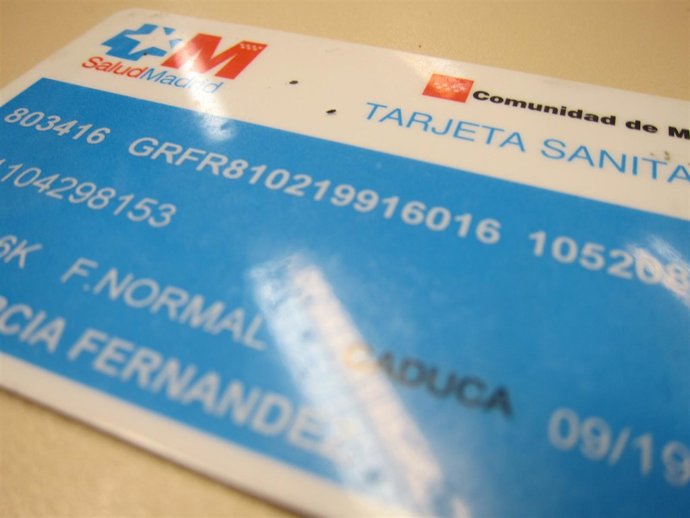 SaludMadrid
Comunidad de M
TARJETA SANITA
803416 GRFR810219916016 105208
1104298153
6K F.NORMAL CADUCA 09/19
RCIA FERNANDEZ